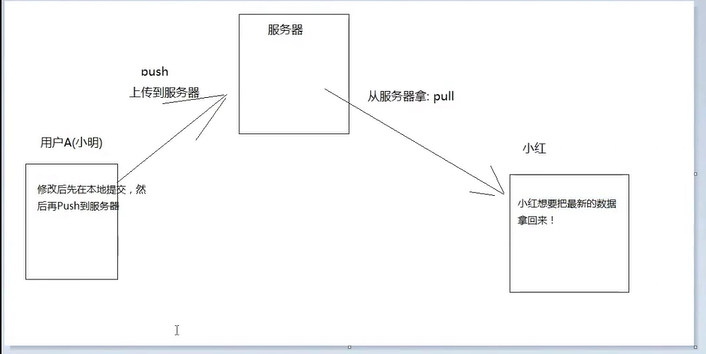 服务器
push
上传到服务器
从服务器拿: pull
用户A(小明)
修改后先在本地提交，然
后再Push到服务器
小红
小红想要把最新的数据
拿回来！